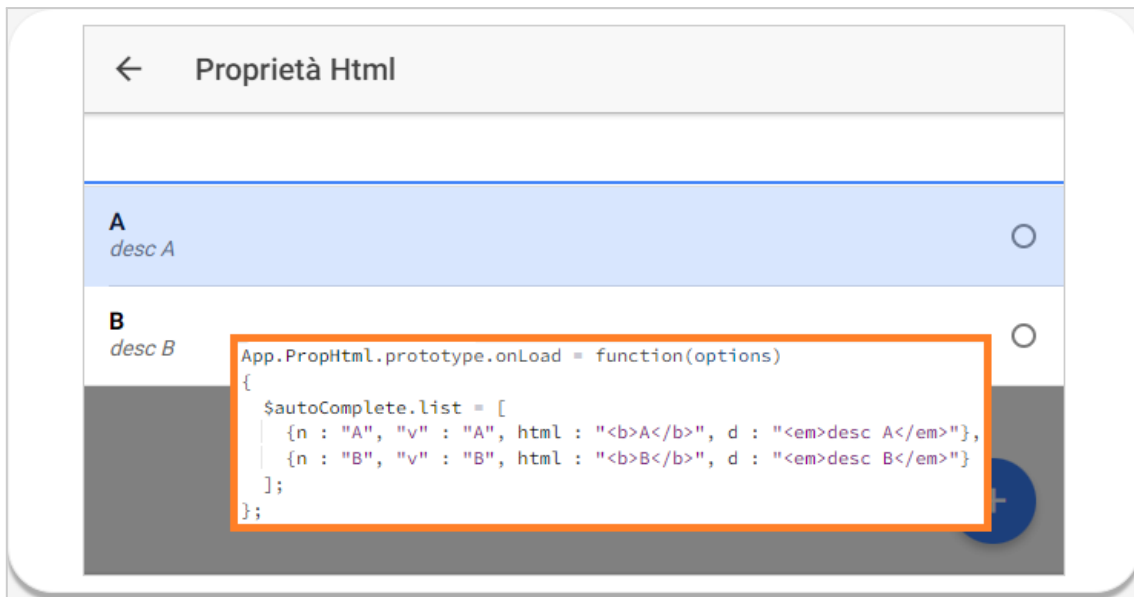 ← Proprietà Html
A
desc A
B
desc B
App.PropHtml.prototype.onLoad = function(options)
{
  $autoComplete.list = [
    {n : "A", "v" : "A", html : "<b>A</b>", d : "<em>desc A</em>"},
    {n : "B", "v" : "B", html : "<b>B</b>", d : "<em>desc B</em>"}
  ];
};
+